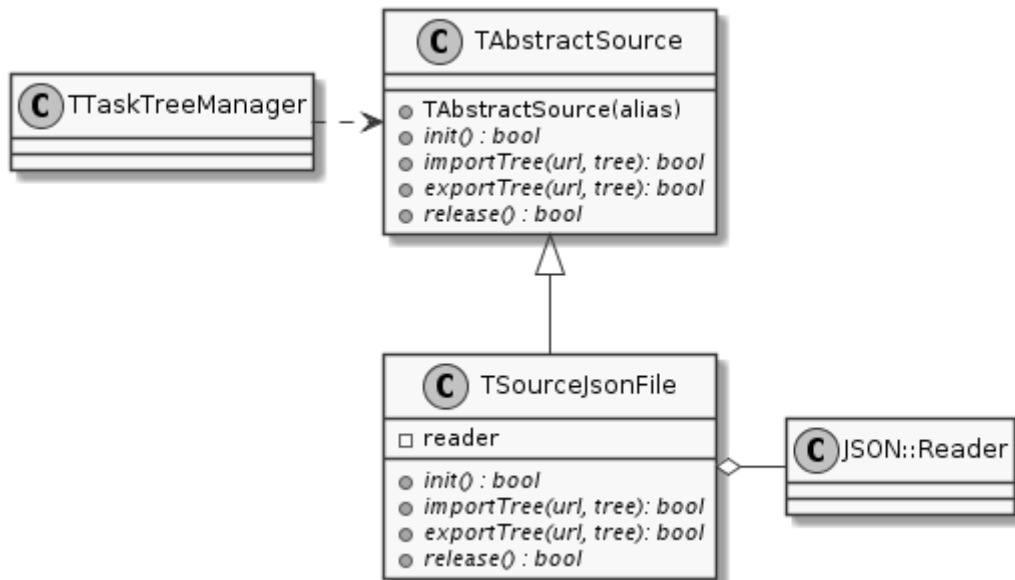 C TAbstractSource
C TTaskTreeManager
TAbstractSource(alias)
init() : bool
importTree(url, tree): bool
exportTree(url, tree): bool
release() : bool
C TSourceJsonFile
reader
C JSON::Reader
init() : bool
importTree(url, tree): bool
exportTree(url, tree): bool
release() : bool